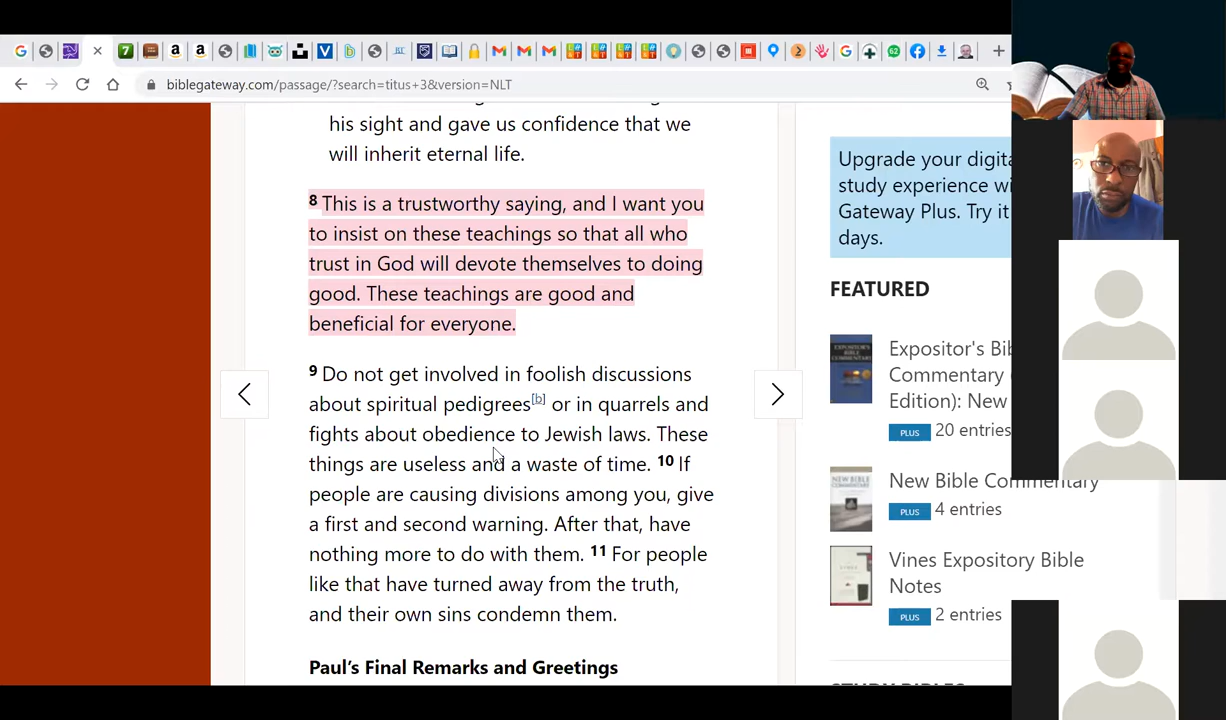 biblegateway.com/passage/?search=titus+3&version=NLT
his sight and gave us confidence that we
will inherit eternal life.
8 This is a trustworthy saying, and I want you
to insist on these teachings so that all who
trust in God will devote themselves to doing
good. These teachings are good and
beneficial for everyone.
9 Do not get involved in foolish discussions
about spiritual pedigrees[b] or in quarrels and
fights about obedience to Jewish laws. These
things are useless and a waste of time. 10 If
people are causing divisions among you, give
a first and second warning. After that, have
nothing more to do with them. 11 For people
like that have turned away from the truth,
and their own sins condemn them.
Paul’s Final Remarks and Greetings
Upgrade your digita
study experience wi
Gateway Plus. Try it
days.
FEATURED
Expositor's Bi
Commentary (
Edition): New
PLUS 20 entries
New Bible Commentary
PLUS 4 entries
Vines Expository Bible
Notes
PLUS 2 entries